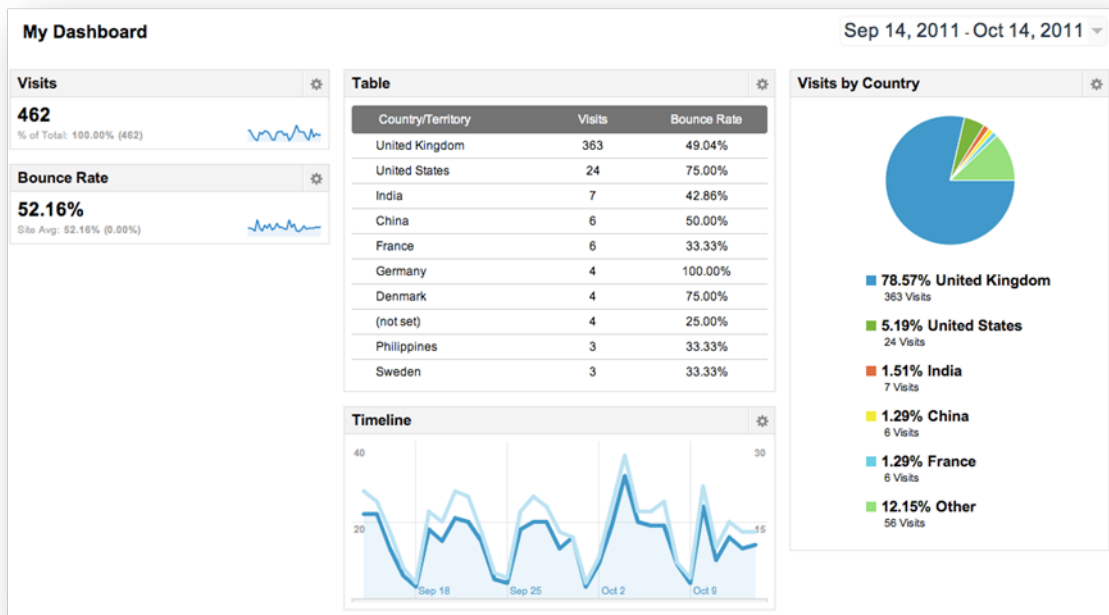 My Dashboard
Sep 14, 2011 - Oct 14, 2011
Visits
462
% of Total: 100.00% (462)
Bounce Rate
52.16%
Site Avg: 52.16% (0.00%)
Table
Country/Territory Visits Bounce Rate
United Kingdom 363 49.04%
United States 24 75.00%
India 7 42.86%
China 6 50.00%
France 6 33.33%
Germany 4 100.00%
Denmark 4 75.00%
(not set) 4 25.00%
Philippines 3 33.33%
Sweden 3 33.33%
Timeline
40 30
20 15
Sep 18 Sep 25 Oct 2 Oct 9
Visits by Country
78.57% United Kingdom
363 Visits
5.19% United States
24 Visits
1.51% India
7 Visits
1.29% China
6 Visits
1.29% France
6 Visits
12.15% Other
56 Visits